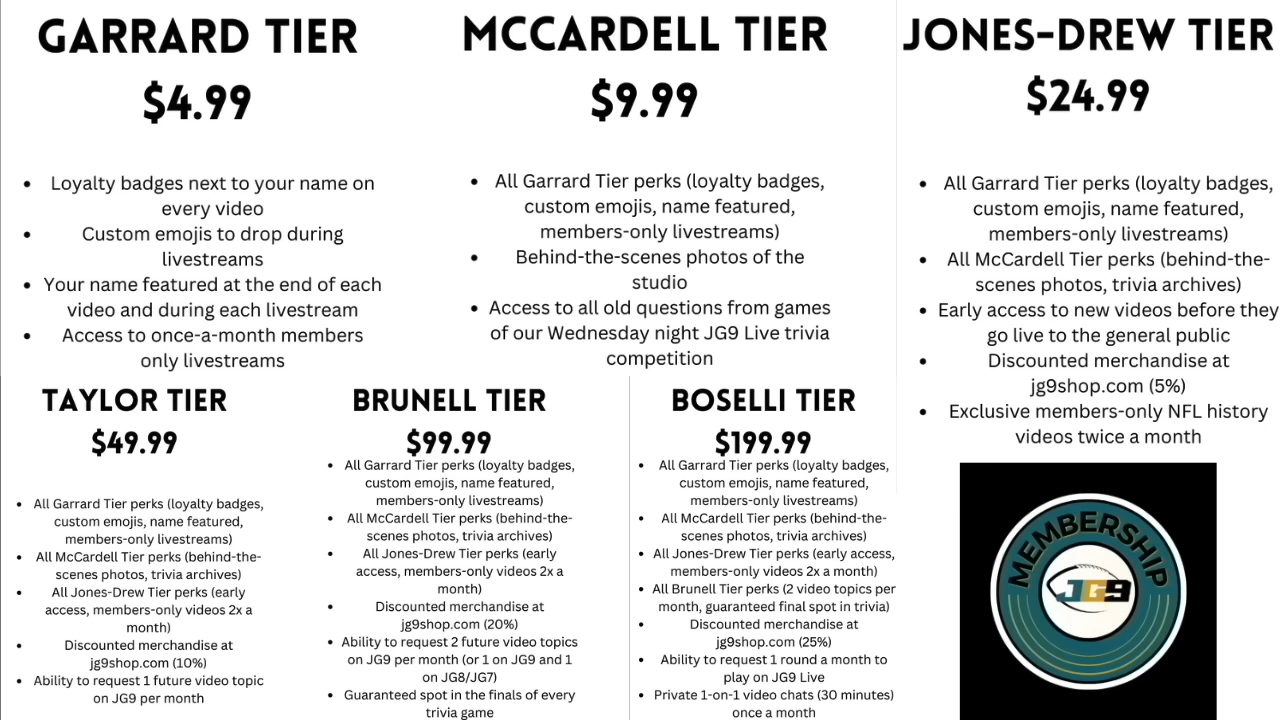 GARRARD TIER
$4.99
• Loyalty badges next to your name on
every video
• Custom emojis to drop during
livestreams
• Your name featured at the end of each
video and during each livestream
• Access to once-a-month members
only livestreams
MCCARDELL TIER
$9.99
• All Garrard Tier perks (loyalty badges,
custom emojis, name featured,
members-only livestreams)
• Behind-the-scenes photos of the
studio
• Access to all old questions from games
of our Wednesday night JG9 Live trivia
competition
JONES-DREW TIER
$24.99
• All Garrard Tier perks (loyalty badges,
custom emojis, name featured,
members-only livestreams)
• All McCardell Tier perks (behind-the-
scenes photos, trivia archives)
• Early access to new videos before they
go live to the general public
• Discounted merchandise at
jg9shop.com (5%)
• Exclusive members-only NFL history
videos twice a month
TAYLOR TIER
$49.99
• All Garrard Tier perks (loyalty badges,
custom emojis, name featured,
members-only livestreams)
• All McCardell Tier perks (behind-the-
scenes photos, trivia archives)
• All Jones-Drew Tier perks (early
access, members-only videos 2x a
month)
• Discounted merchandise at
jg9shop.com (10%)
• Ability to request 1 future video topic
on JG9 per month
BRUNELL TIER
$99.99
• All Garrard Tier perks (loyalty badges,
custom emojis, name featured,
members-only livestreams)
• All McCardell Tier perks (behind-the-
scenes photos, trivia archives)
• All Jones-Drew Tier perks (early
access, members-only videos 2x a
month)
• Discounted merchandise at
jg9shop.com (20%)
• Ability to request 2 future video topics
on JG9 per month (or 1 on JG9 and 1
on JG8/JG7)
• Guaranteed spot in the finals of every
trivia game
BOSELLI TIER
$199.99
• All Garrard Tier perks (loyalty badges,
custom emojis, name featured,
members-only livestreams)
• All McCardell Tier perks (behind-the-
scenes photos, trivia archives)
• All Jones-Drew Tier perks (early access,
members-only videos 2x a month)
• All Brunell Tier perks (2 video topics per
month, guaranteed final spot in trivia)
• Discounted merchandise at
jg9shop.com (25%)
• Ability to request 1 round a month to
play on JG9 Live
• Private 1-on-1 video chats (30 minutes)
once a month
MEMBERSHIP
JG9